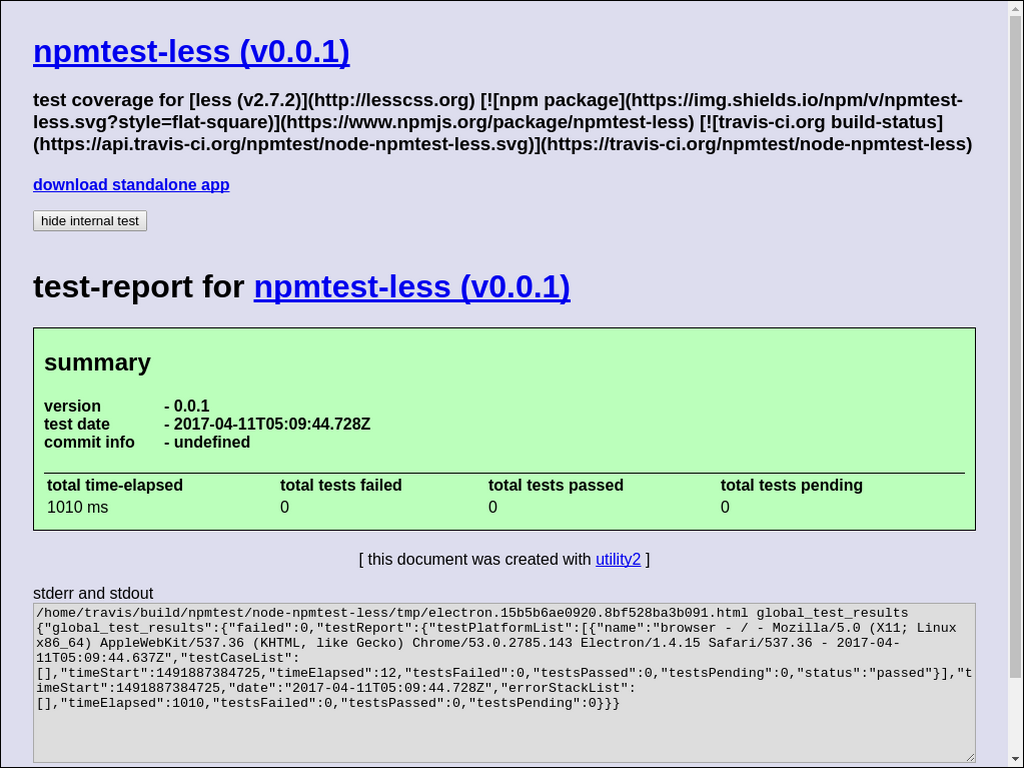 npmtest-less (v0.0.1)
test coverage for [less (v2.7.2)](http://lesscss.org) [![npm package](https://img.shields.io/npm/v/npmtest-
less.svg?style=flat-square)](https://www.npmjs.org/package/npmtest-less) [![travis-ci.org build-status]
(https://api.travis-ci.org/npmtest/node-npmtest-less.svg)](https://travis-ci.org/npmtest/node-npmtest-less)
download standalone app
hide internal test
test-report for npmtest-less (v0.0.1)
summary
version - 0.0.1
test date - 2017-04-11T05:09:44.728Z
commit info - undefined
total time-elapsed total tests failed total tests passed total tests pending
1010 ms 0 0 0
[ this document was created with utility2 ]
stderr and stdout
/home/travis/build/npmtest/node-npmtest-less/tmp/electron.15b5b6ae0920.8bf528ba3b091.html global_test_results
{"global_test_results":{"failed":0,"testReport":{"testPlatformList":[{"name":"browser - / - Mozilla/5.0 (X11; Linux
x86_64) AppleWebKit/537.36 (KHTML, like Gecko) Chrome/53.0.2785.143 Electron/1.4.15 Safari/537.36 - 2017-04-
11T05:09:44.637Z","testCaseList":
[],"timeStart":1491887384725,"timeElapsed":12,"testsFailed":0,"testsPassed":0,"testsPending":0,"status":"passed"}],"t
imeStart":1491887384725,"date":"2017-04-11T05:09:44.728Z","errorStackList":
[],"timeElapsed":1010,"testsFailed":0,"testsPassed":0,"testsPending":0}}}